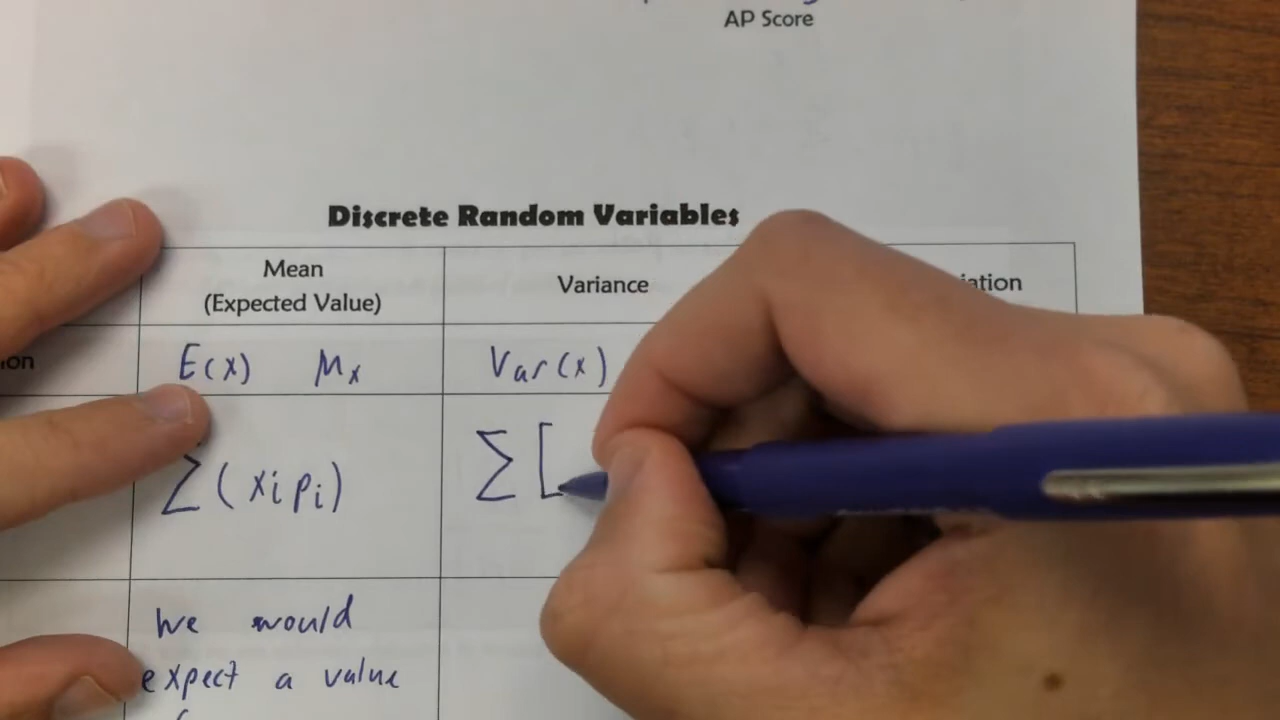 AP Score
Discrete Random Variables
Mean
(Expected Value)
Variance
E(x) μx
Var(x)
Σ(xipi)
Σ[
We would
expect a value